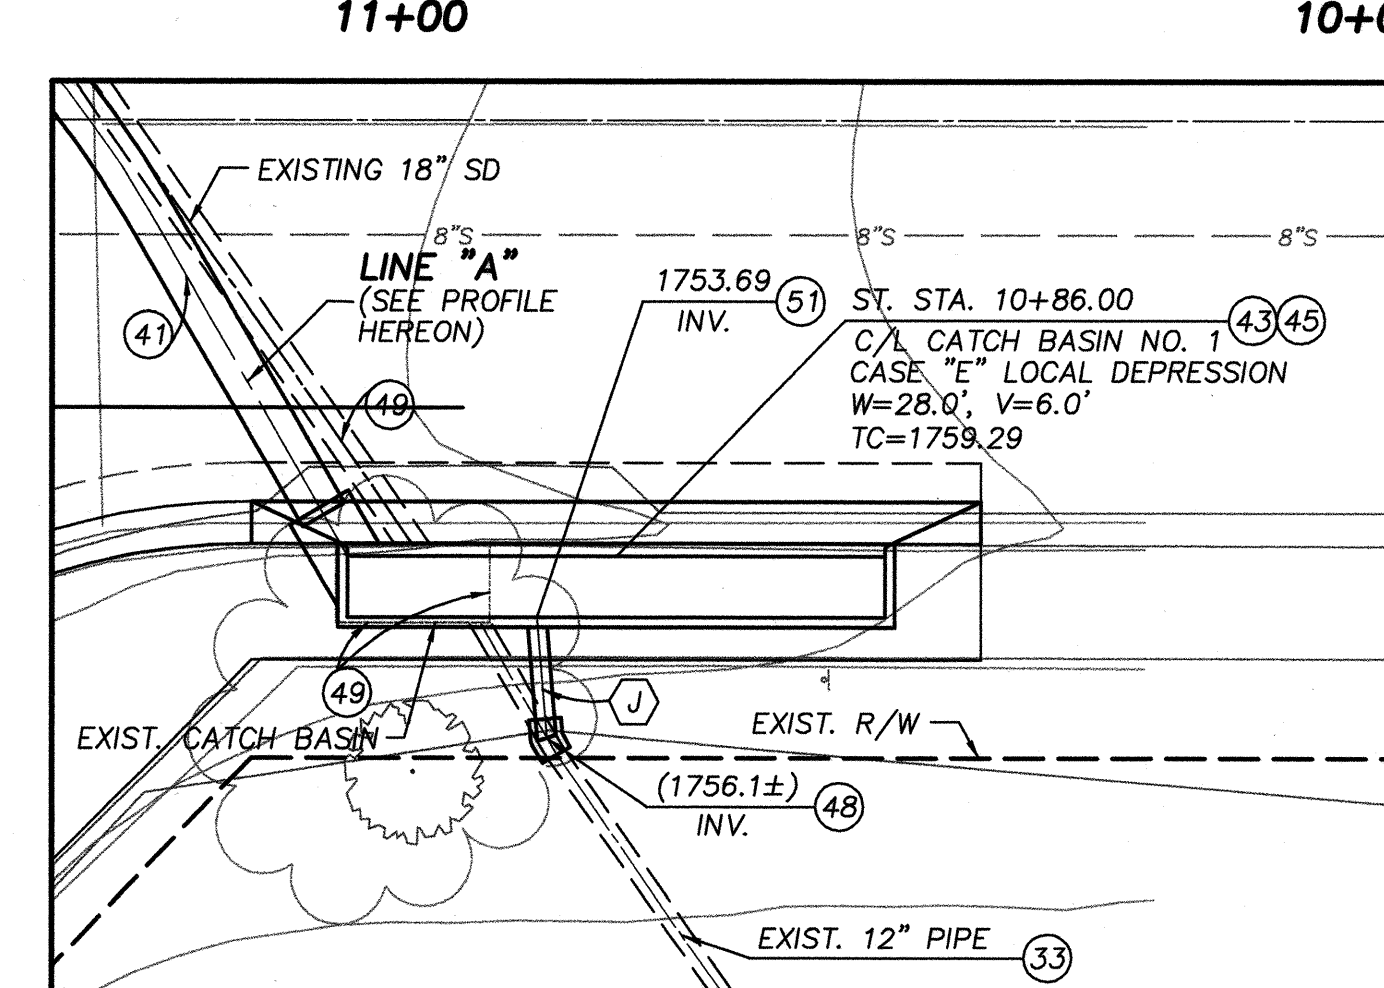 11+00
10+0
EXISTING 18" SD
8"S
8"S
8"S
LINE "A"
(SEE PROFILE
HEREON)
41
49
1753.69
INV.
51
ST. STA. 10+86.00
43 45
C/L CATCH BASIN NO. 1
CASE "E" LOCAL DEPRESSION
W=28.0', V=6.0'
TC=1759.29
49
J
EXIST. CATCH BASIN
EXIST. R/W
(1756.1±)
INV.
48
EXIST. 12" PIPE
33